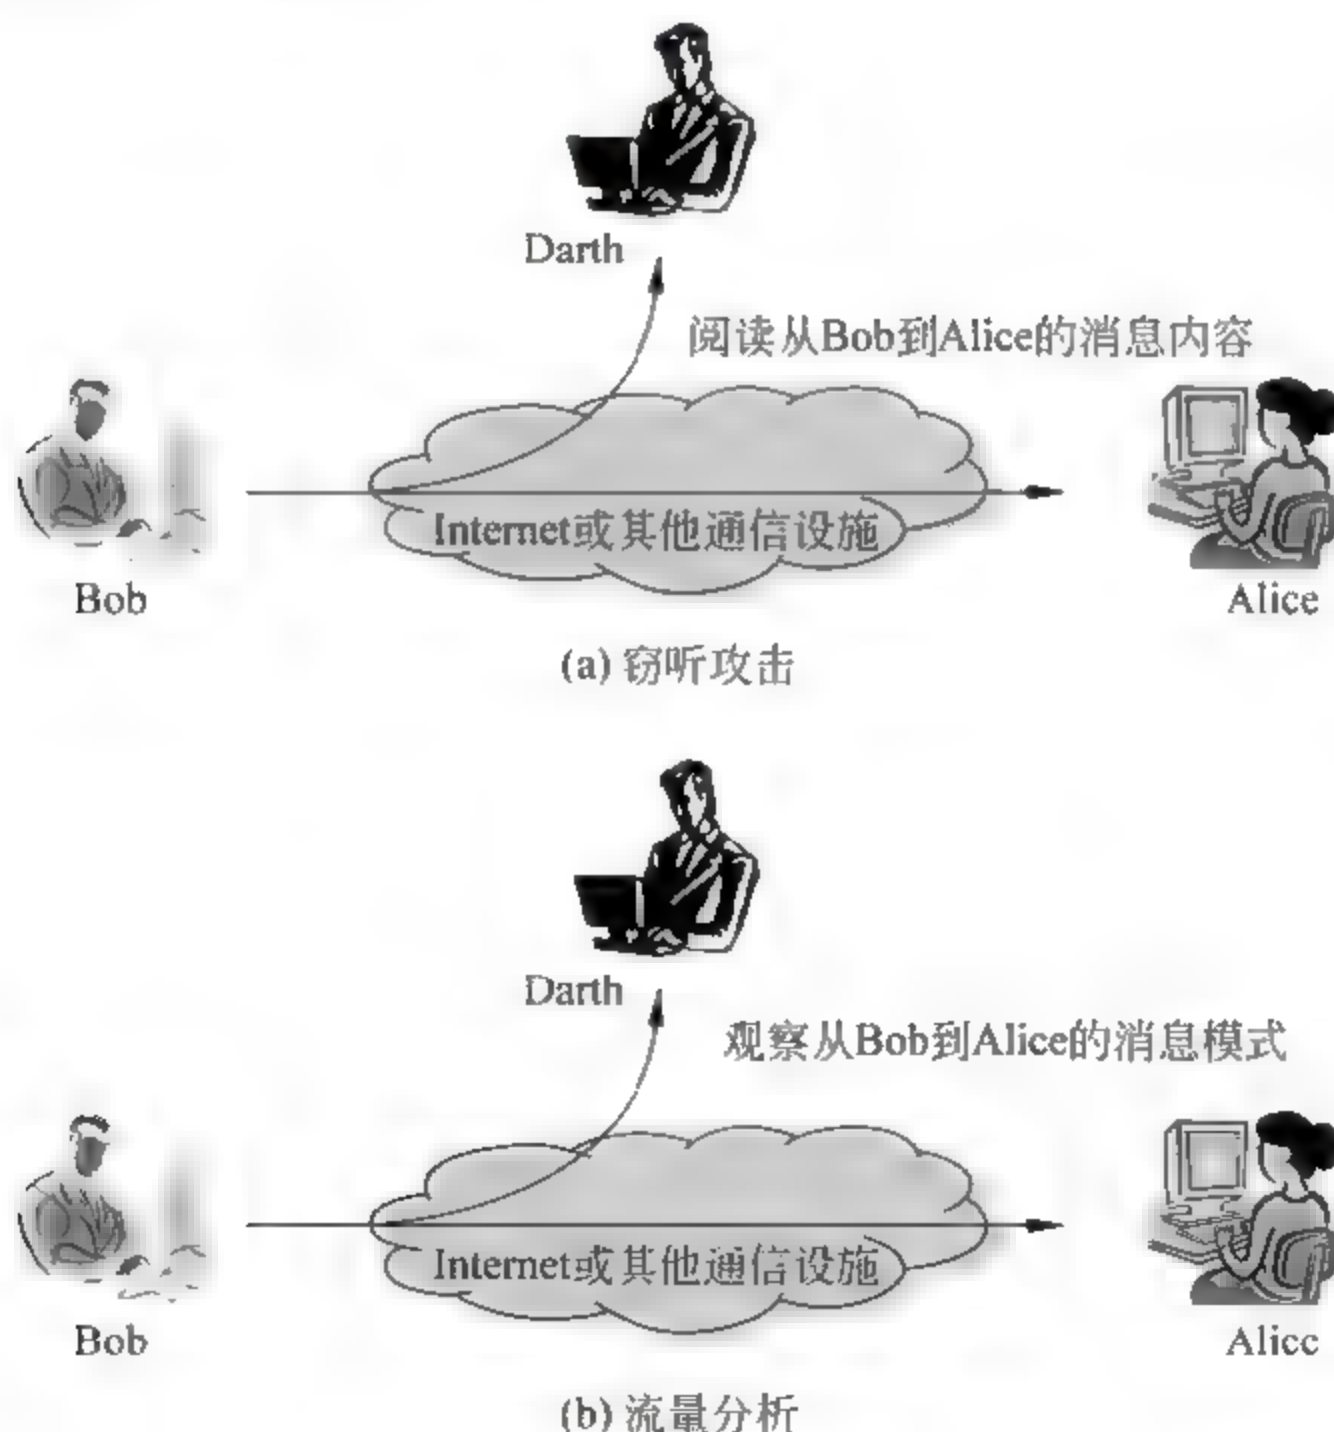 Darth
阅读从Bob到Alice的消息内容
Internet或其他通信设施
Bob
Alice
(a) 窃听攻击
Darth
观察从Bob到Alice的消息模式
Internet或其他通信设施
Bob
Alice
(b) 流量分析